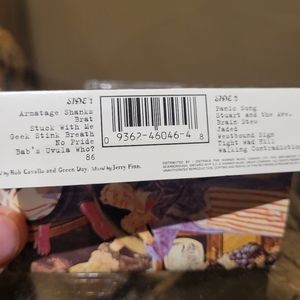 SIDE 1
Armatage Shanks
Brat
Stuck With Me
Geek Stink Breath
No Pride
Bab's Uvula Who?
86
by Rob Cavallo and Green Day. Mixed by Jerry Finn.
0 9362-46046-4 8
SIDE 2
Panic Song
Stuart and the Ave.
Brain Stew
Jaded
Westbound Sign
Tight Wad Hill
Walking Contradiction